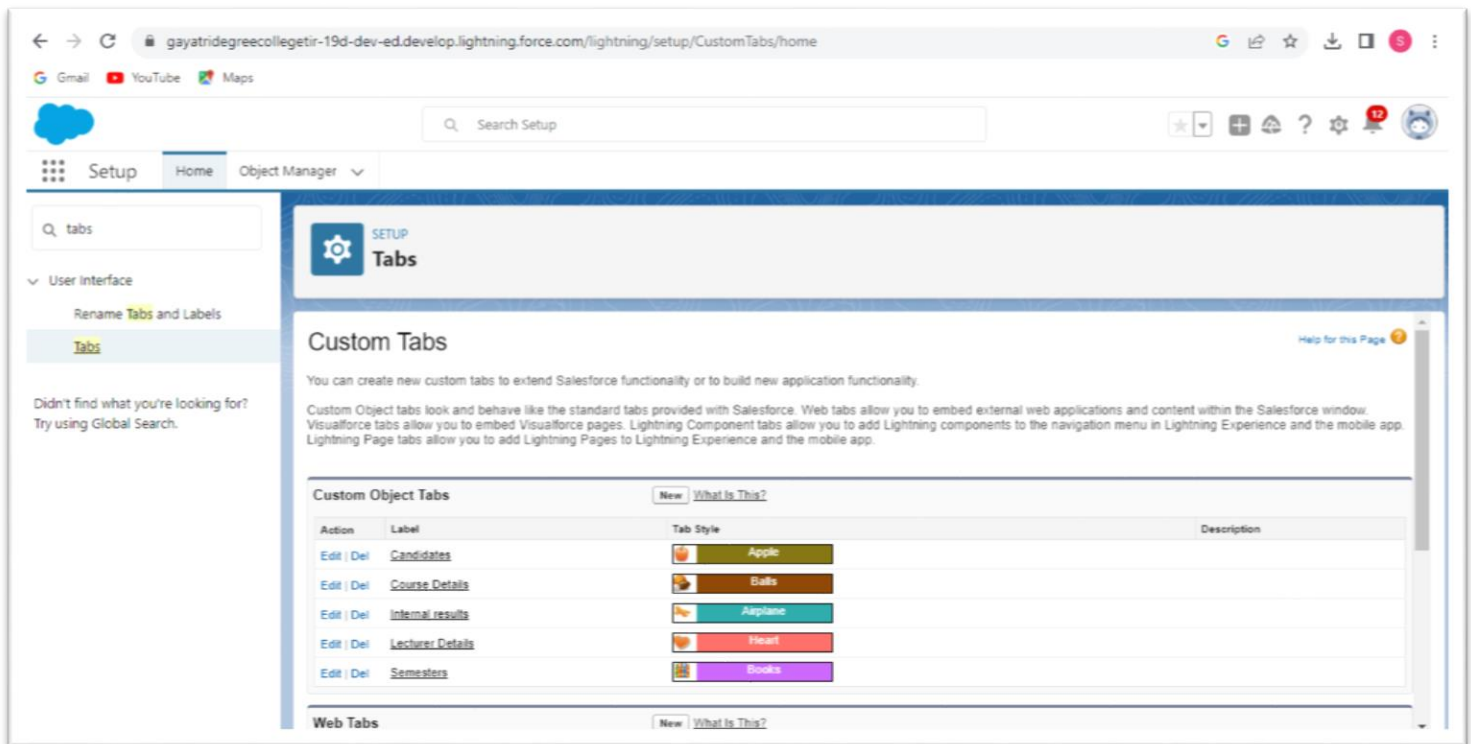 gayatridegreecollegetir-19d-dev-ed.develop.lightning.force.com/lightning/setup/CustomTabs/home
G
S
Gmail YouTube Maps
Search Setup
12
Setup Home Object Manager
tabs
User Interface
Rename Tabs and Labels
Tabs
Didn't find what you're looking for?
Try using Global Search.
SETUP
Tabs
Custom Tabs
Help for this Page
You can create new custom tabs to extend Salesforce functionality or to build new application functionality.
Custom Object tabs look and behave like the standard tabs provided with Salesforce. Web tabs allow you to embed external web applications and content within the Salesforce window.
Visualforce tabs allow you to embed Visualforce pages. Lightning Component tabs allow you to add Lightning components to the navigation menu in Lightning Experience and the mobile app.
Lightning Page tabs allow you to add Lightning Pages to Lightning Experience and the mobile app.
Custom Object Tabs New What Is This?
Action Label Tab Style Description
Edit | Del Candidates Apple
Edit | Del Course Details Balls
Edit | Del Internal results Airplane
Edit | Del Lecturer Details Heart
Edit | Del Semesters Books
Web Tabs New What Is This?